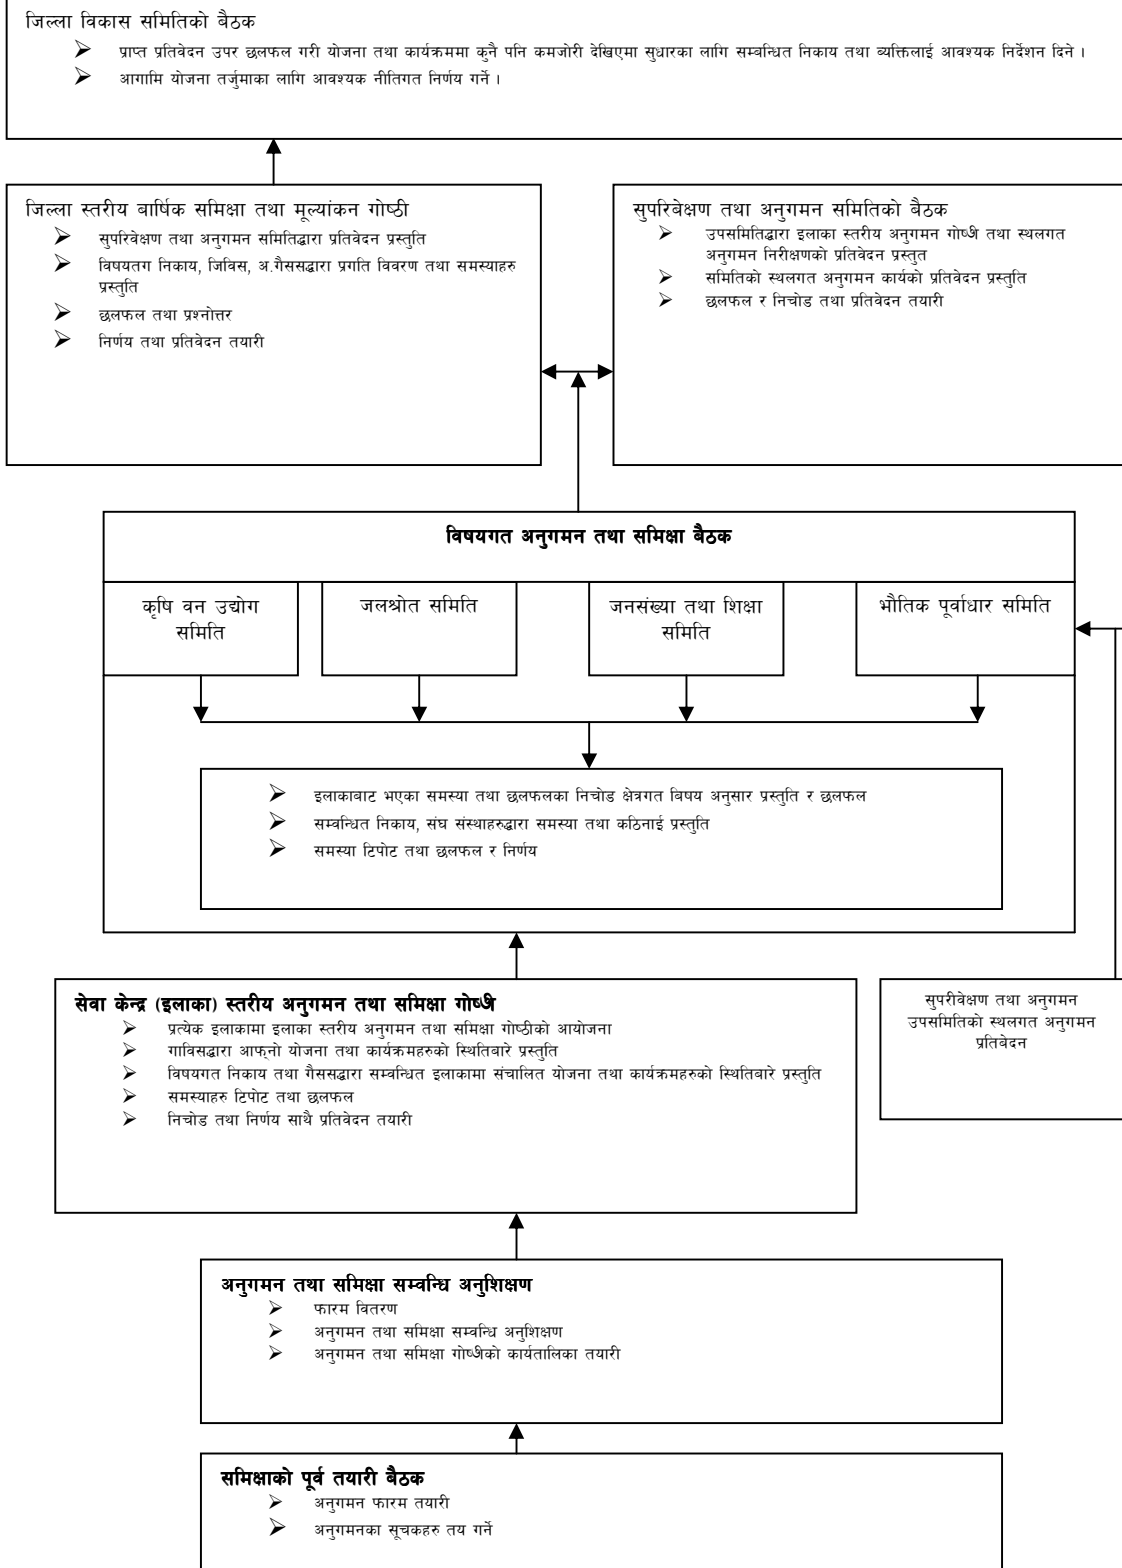 जिल्ला विकास समितिको बैठक
➢ प्राप्त प्रतिवेदन उपर छलफल गरी योजना तथा कार्यक्रममा कुनै पनि कमजोरी देखिएमा सुधारका लागि सम्बन्धित निकाय तथा व्यक्तिलाई आवश्यक निर्देशन दिने ।
➢ आगामि योजना तर्जुमाका लागि आवश्यक नीतिगत निर्णय गर्ने ।
जिल्ला स्तरीय बार्षिक समिक्षा तथा मूल्यांकन गोष्ठी
➢ सुपरिवेक्षण तथा अनुगमन समितिद्धारा प्रतिवेदन प्रस्तुति
➢ विषयतग निकाय, जिविस, अ.गैससद्धारा प्रगति विवरण तथा समस्याहरु
प्रस्तुति
➢ छलफल तथा प्रश्नोत्तर
➢ निर्णय तथा प्रतिवेदन तयारी
सुपरिबेक्षण तथा अनुगमन समितिको बैठक
➢ उपसमितिद्धारा इलाका स्तरीय अनुगमन गोष्ठी तथा स्थलगत
अनुगमन निरीक्षणको प्रतिवेदन प्रस्तुत
➢ समितिको स्थलगत अनुगमन कार्यको प्रतिवेदन प्रस्तुति
➢ छलफल र निचोड तथा प्रतिवेदन तयारी
विषयगत अनुगमन तथा समिक्षा बैठक
कृषि वन उद्योग
समिति
जलश्रोत समिति
जनसंख्या तथा शिक्षा
समिति
भौतिक पूर्वाधार समिति
➢ इलाकाबाट भएका समस्या तथा छलफलका निचोड क्षेत्रगत बिषय अनुसार प्रस्तुति र छलफल
➢ सम्वन्धित निकाय, संघ संस्थाहरुद्धारा समस्या तथा कठिनाई प्रस्तुति
➢ समस्या टिपोट तथा छलफल र निर्णय
सेवा केन्द्र (इलाका) स्तरीय अनुगमन तथा समिक्षा गोष्ठी
➢ प्रत्येक इलाकामा इलाका स्तरीय अनुगमन तथा समिक्षा गोष्ठीको आयोजना
➢ गाविसद्धारा आफ्नो योजना तथा कार्यक्रमहरुको स्थितिबारे प्रस्तुति
➢ विषयगत निकाय तथा गैससद्धारा सम्वन्धित इलाकामा संचालित योजना तथा कार्यक्रमहरुको स्थितिबारे प्रस्तुति
➢ समस्याहरु टिपोट तथा छलफल
➢ निचोड तथा निर्णय साथै प्रतिवेदन तयारी
सुपरीवेक्षण तथा अनुगमन
उपसमितिको स्थलगत अनुगमन
प्रतिबेदन
अनुगमन तथा समिक्षा सम्वन्धि अनुशिक्षण
➢ फारम वितरण
➢ अनुगमन तथा समिक्षा सम्वन्धि अनुशिक्षण
➢ अनुगमन तथा समिक्षा गोष्ठीको कार्यतालिका तयारी
समिक्षाको पूर्व तयारी बैठक
➢ अनुगमन फारम तयारी
➢ अनुगमनका सूचकहरु तय गर्ने